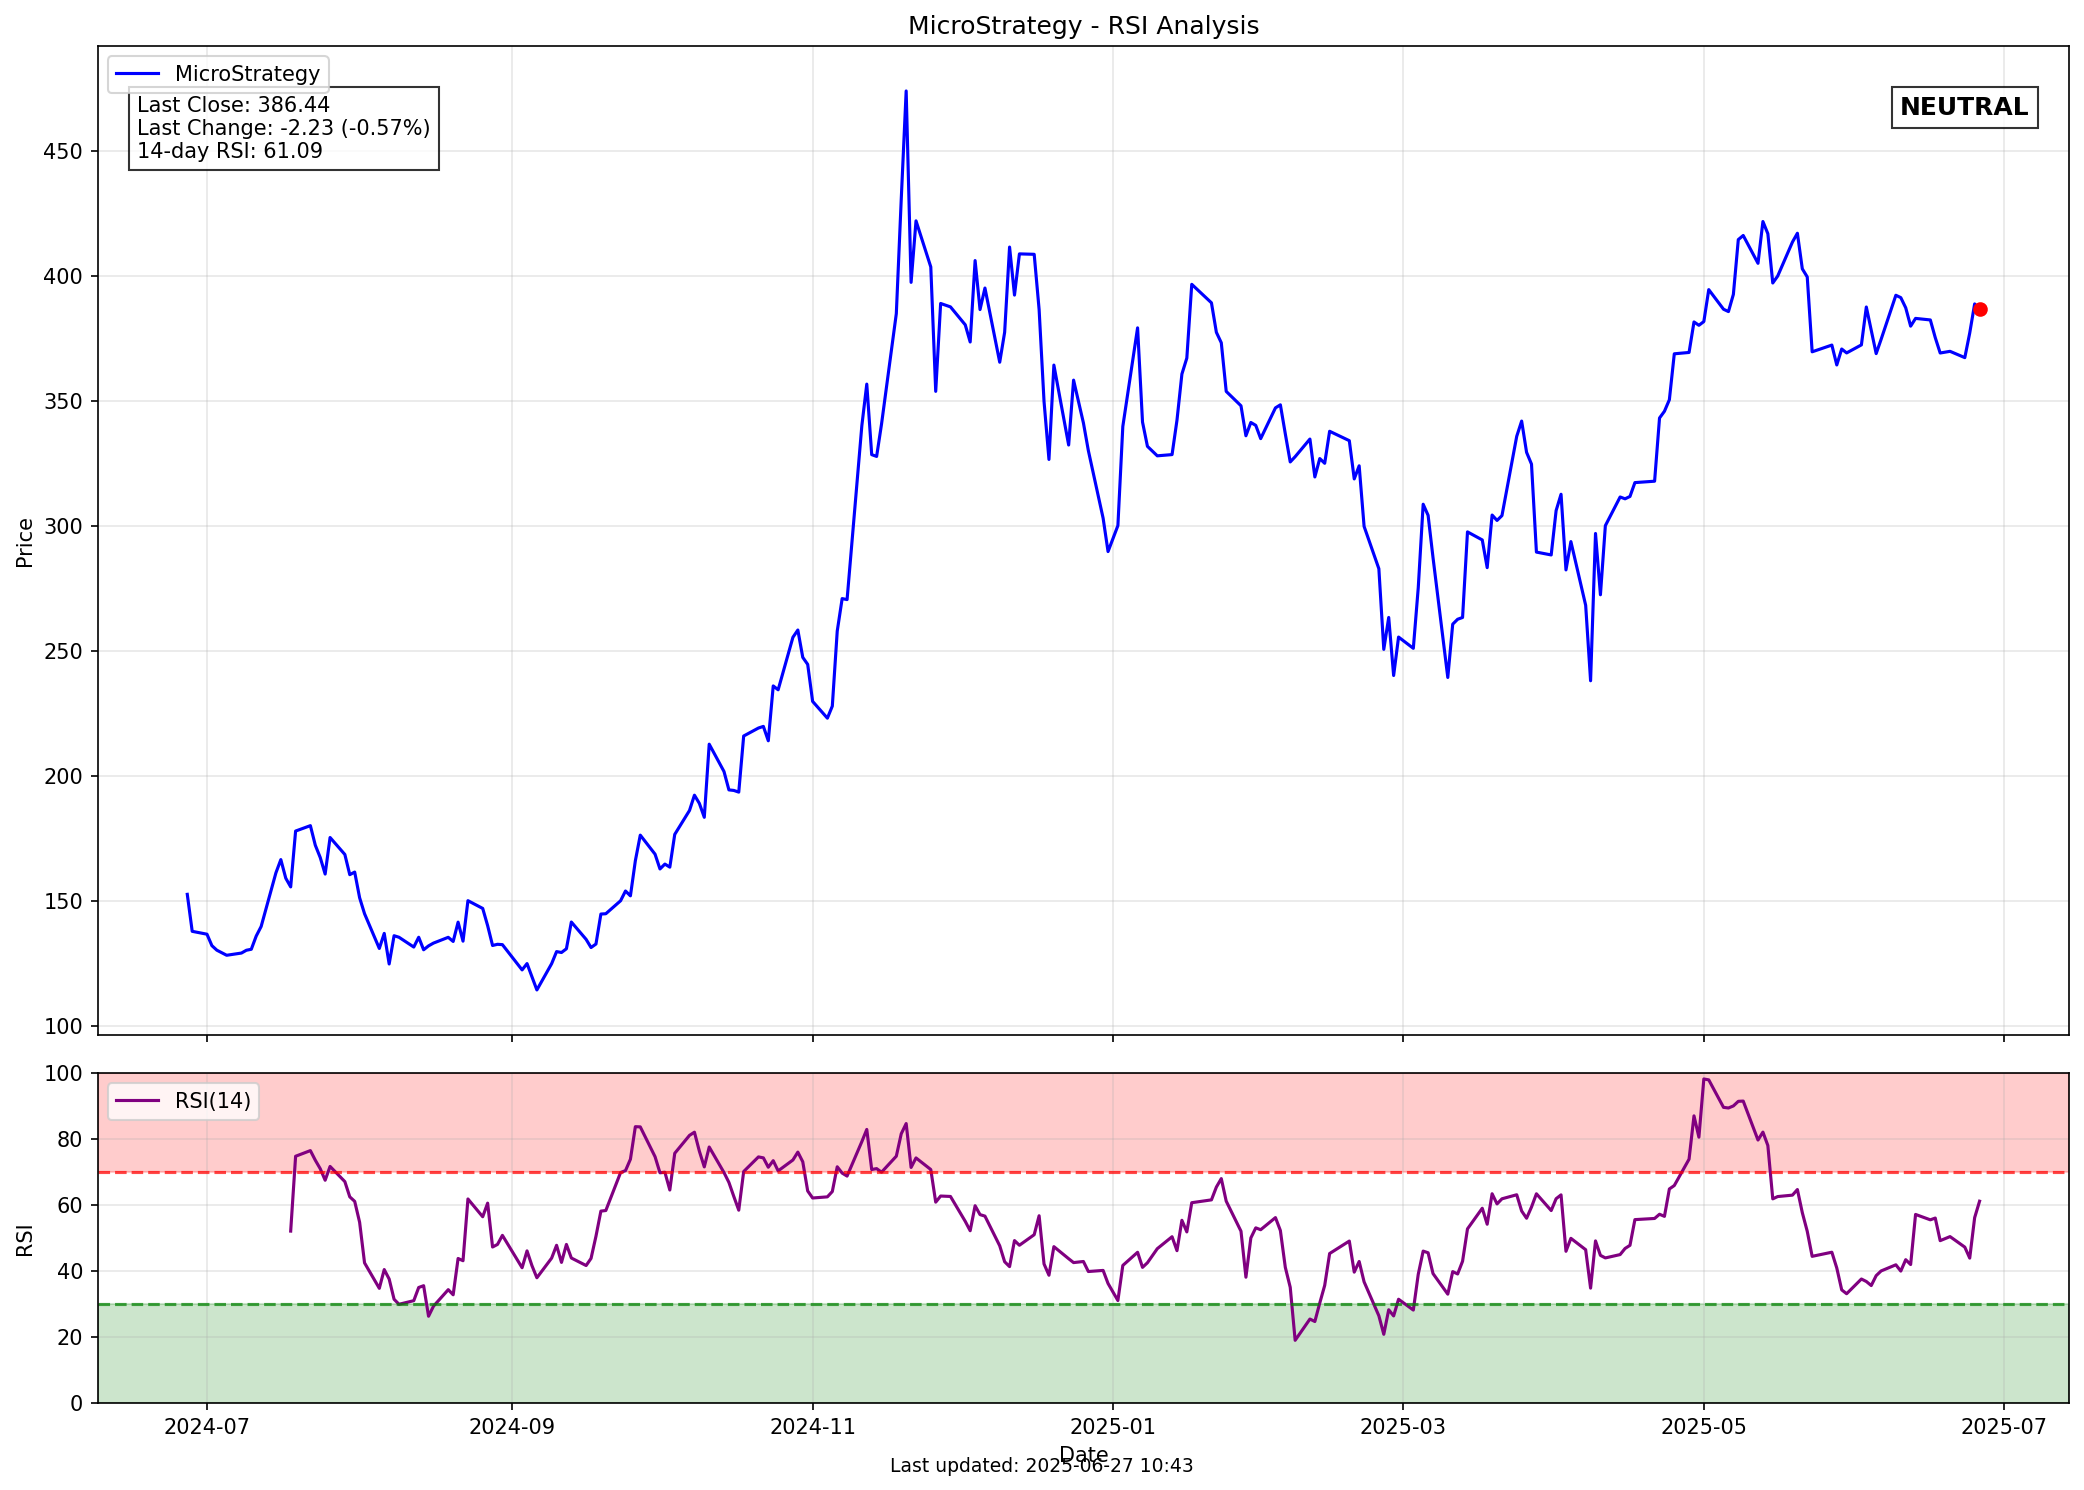 MicroStrategy - RSI Analysis
MicroStrategy
Last Close: 386.44
Last Change: -2.23 (-0.57%)
14-day RSI: 61.09
NEUTRAL
Price
450
400
350
300
250
200
150
100
RSI(14)
RSI
100
80
60
40
20
0
2024-07 2024-09 2024-11 2025-01 2025-03 2025-05 2025-07
Date
Last updated: 2025-06-27 10:43